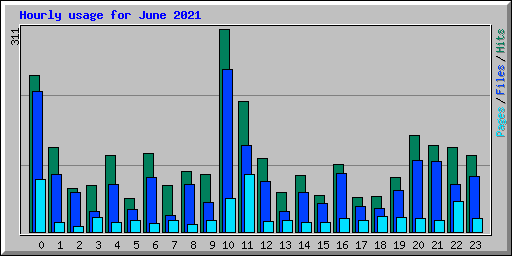 Hourly usage for June 2021
311
Pages / Files / Hits
0 1 2 3 4 5 6 7 8 9 10 11 12 13 14 15 16 17 18 19 20 21 22 23